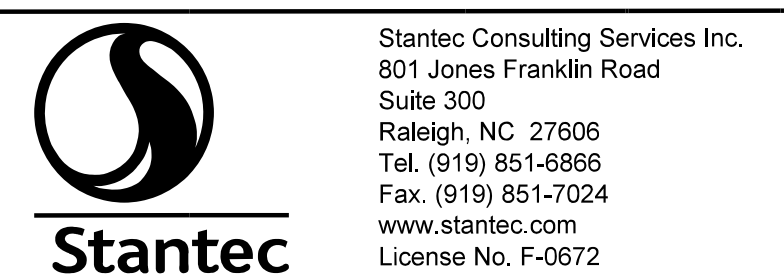 Stantec Consulting Services Inc.
801 Jones Franklin Road
Suite 300
Raleigh, NC  27606
Tel. (919) 851-6866
Fax. (919) 851-7024
www.stantec.com
License No. F-0672
Stantec